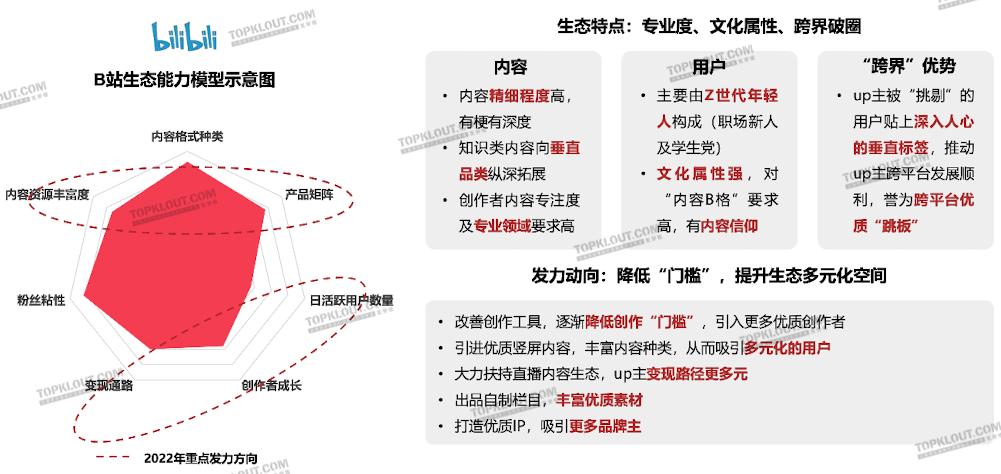 bilibili
B站生态能力模型示意图
内容格式种类
内容资源丰富度
产品矩阵
粉丝粘性
日活跃用户数量
变现通路
创作者成长
2022年重点发力方向
生态特点：专业度、文化属性、跨界破圈
内容
• 内容精细程度高，
有梗有深度
• 知识类内容向垂直
品类纵深拓展
• 创作者内容专注度
及专业领域要求高
用户
• 主要由Z世代年轻
人构成（职场新人
及学生党）
• 文化属性强，对
“内容B格”要求
高，有内容信仰
“跨界”优势
• up主被“挑剔”的
用户贴上深入人心
的垂直标签，推动
up主跨平台发展顺
利，誉为跨平台优
质“跳板”
发力动向：降低“门槛”，提升生态多元化空间
• 改善创作工具，逐渐降低创作“门槛”，引入更多优质创作者
• 引进优质竖屏内容，丰富内容种类，从而吸引多元化的用户
• 大力扶持直播内容生态，up主变现路径更多元
• 出品自制栏目，丰富优质素材
• 打造优质IP，吸引更多品牌主
TOPKLOUT.COM
TOPKLOUT.COM
TOPKLOUT.COM
TOPKLOUT.COM
TOPKLOUT.COM
TOPKLOUT.COM
TOPKLOUT.COM
TOPKLOUT.COM
TOPKLOUT.COM
TOPKLOUT.COM